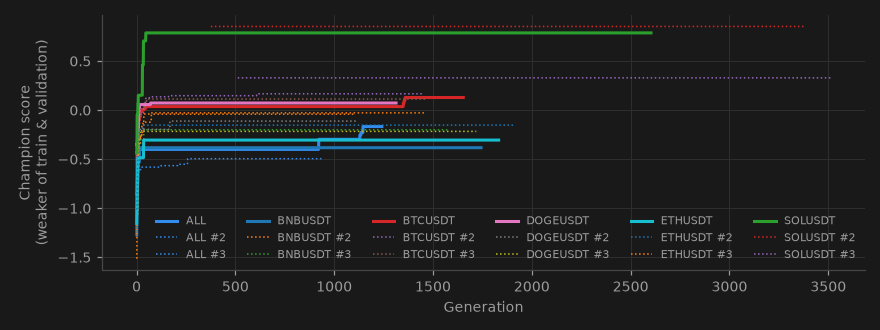 Champion score
(weaker of train & validation)
0.5
0.0
−0.5
−1.0
−1.5
ALL BNBUSDT BTCUSDT DOGEUSDT ETHUSDT SOLUSDT
ALL #2 BNBUSDT #2 BTCUSDT #2 DOGEUSDT #2 ETHUSDT #2 SOLUSDT #2
ALL #3 BNBUSDT #3 BTCUSDT #3 DOGEUSDT #3 ETHUSDT #3 SOLUSDT #3
0 500 1000 1500 2000 2500 3000 3500
Generation